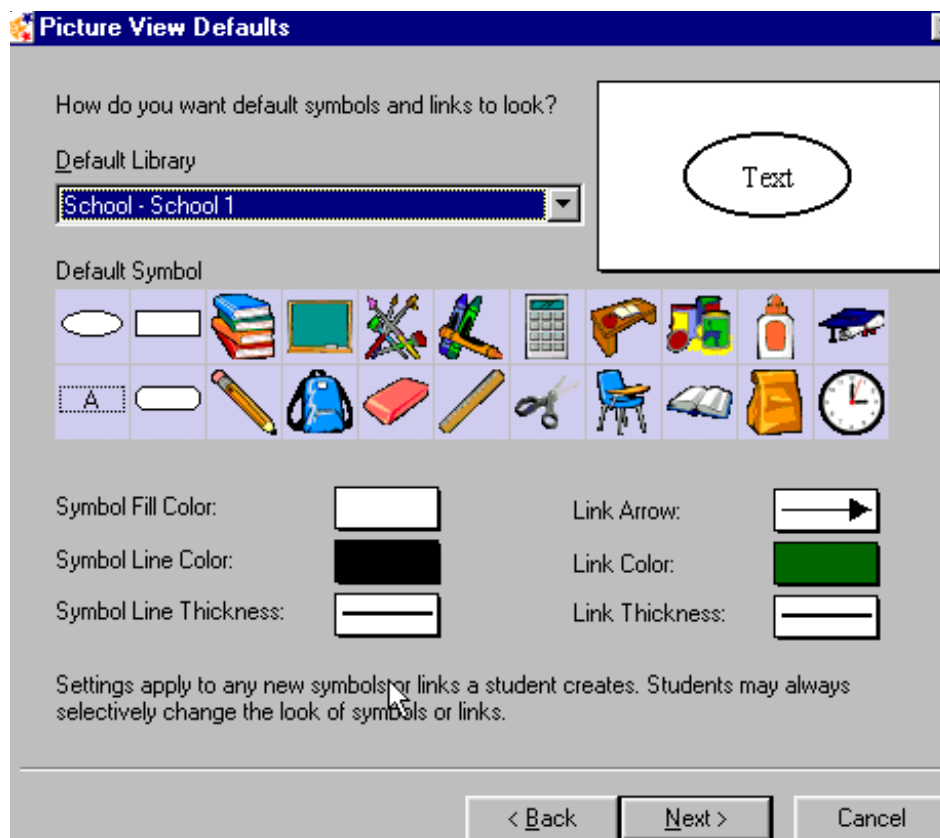 Picture View Defaults
How do you want default symbols and links to look?
Default Library
School - School 1
Text
Default Symbol
A
Symbol Fill Color:
Link Arrow:
Symbol Line Color:
Link Color:
Symbol Line Thickness:
Link Thickness:
Settings apply to any new symbols or links a student creates. Students may always
selectively change the look of symbols or links.
< Back
Next >
Cancel